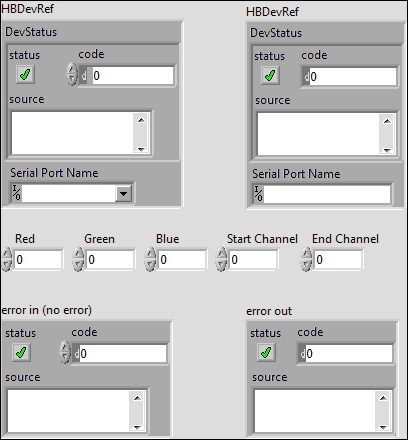 HBDevRef
DevStatus
status code
d 0
source
Serial Port Name
I/O
HBDevRef
DevStatus
status code
d 0
source
Serial Port Name
I/O
Red Green Blue Start Channel End Channel
0 0 0 0 0
error in (no error)
status code
d 0
source
error out
status code
d 0
source